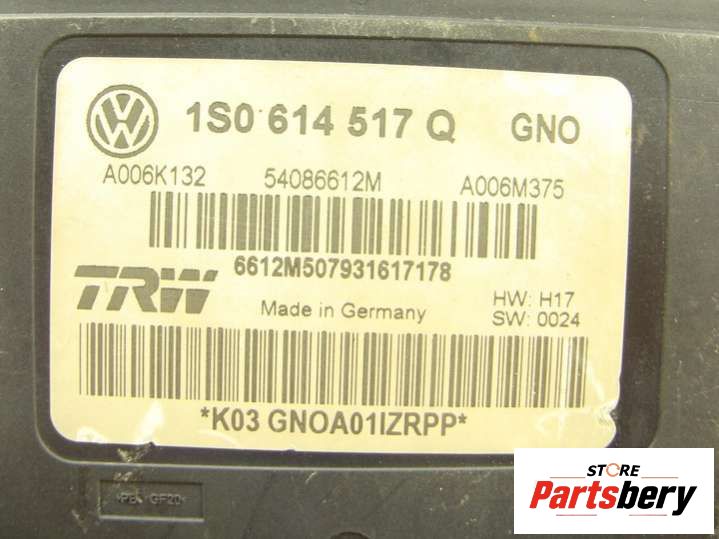 VW 1S0 614 517 Q GNO
A006K132 54086612M A006M375
6612M507931617178
TRW Made in Germany HW: H17
SW: 0024
*K03 GNOA01IZRPP*
STORE
Partsbery